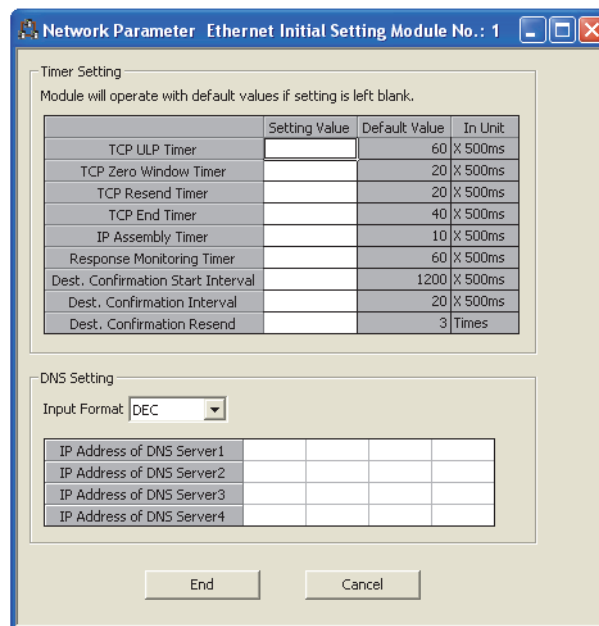 Network Parameter Ethernet Initial Setting Module No.: 1
Timer Setting
Module will operate with default values if setting is left blank.
Setting Value Default Value In Unit
TCP ULP Timer 60 X 500ms
TCP Zero Window Timer 20 X 500ms
TCP Resend Timer 20 X 500ms
TCP End Timer 40 X 500ms
IP Assembly Timer 10 X 500ms
Response Monitoring Timer 60 X 500ms
Dest. Confirmation Start Interval 1200 X 500ms
Dest. Confirmation Interval 20 X 500ms
Dest. Confirmation Resend 3 Times
DNS Setting
Input Format DEC
IP Address of DNS Server1
IP Address of DNS Server2
IP Address of DNS Server3
IP Address of DNS Server4
End Cancel